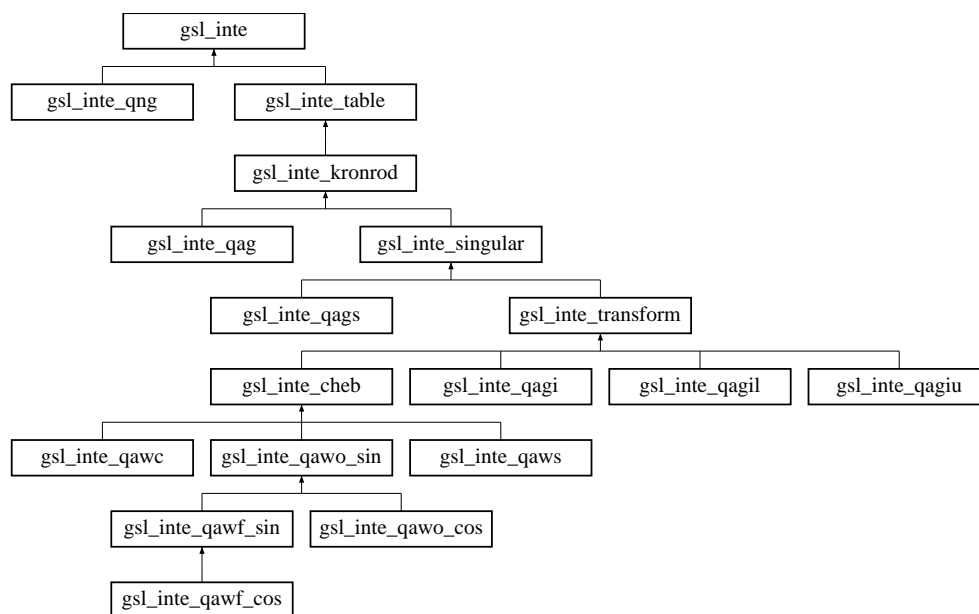 gsl_inte
gsl_inte_qng
gsl_inte_table
gsl_inte_kronrod
gsl_inte_qag
gsl_inte_singular
gsl_inte_qags
gsl_inte_transform
gsl_inte_cheb
gsl_inte_qagi
gsl_inte_qagil
gsl_inte_qagiu
gsl_inte_qawc
gsl_inte_qawo_sin
gsl_inte_qaws
gsl_inte_qawf_sin
gsl_inte_qawo_cos
gsl_inte_qawf_cos